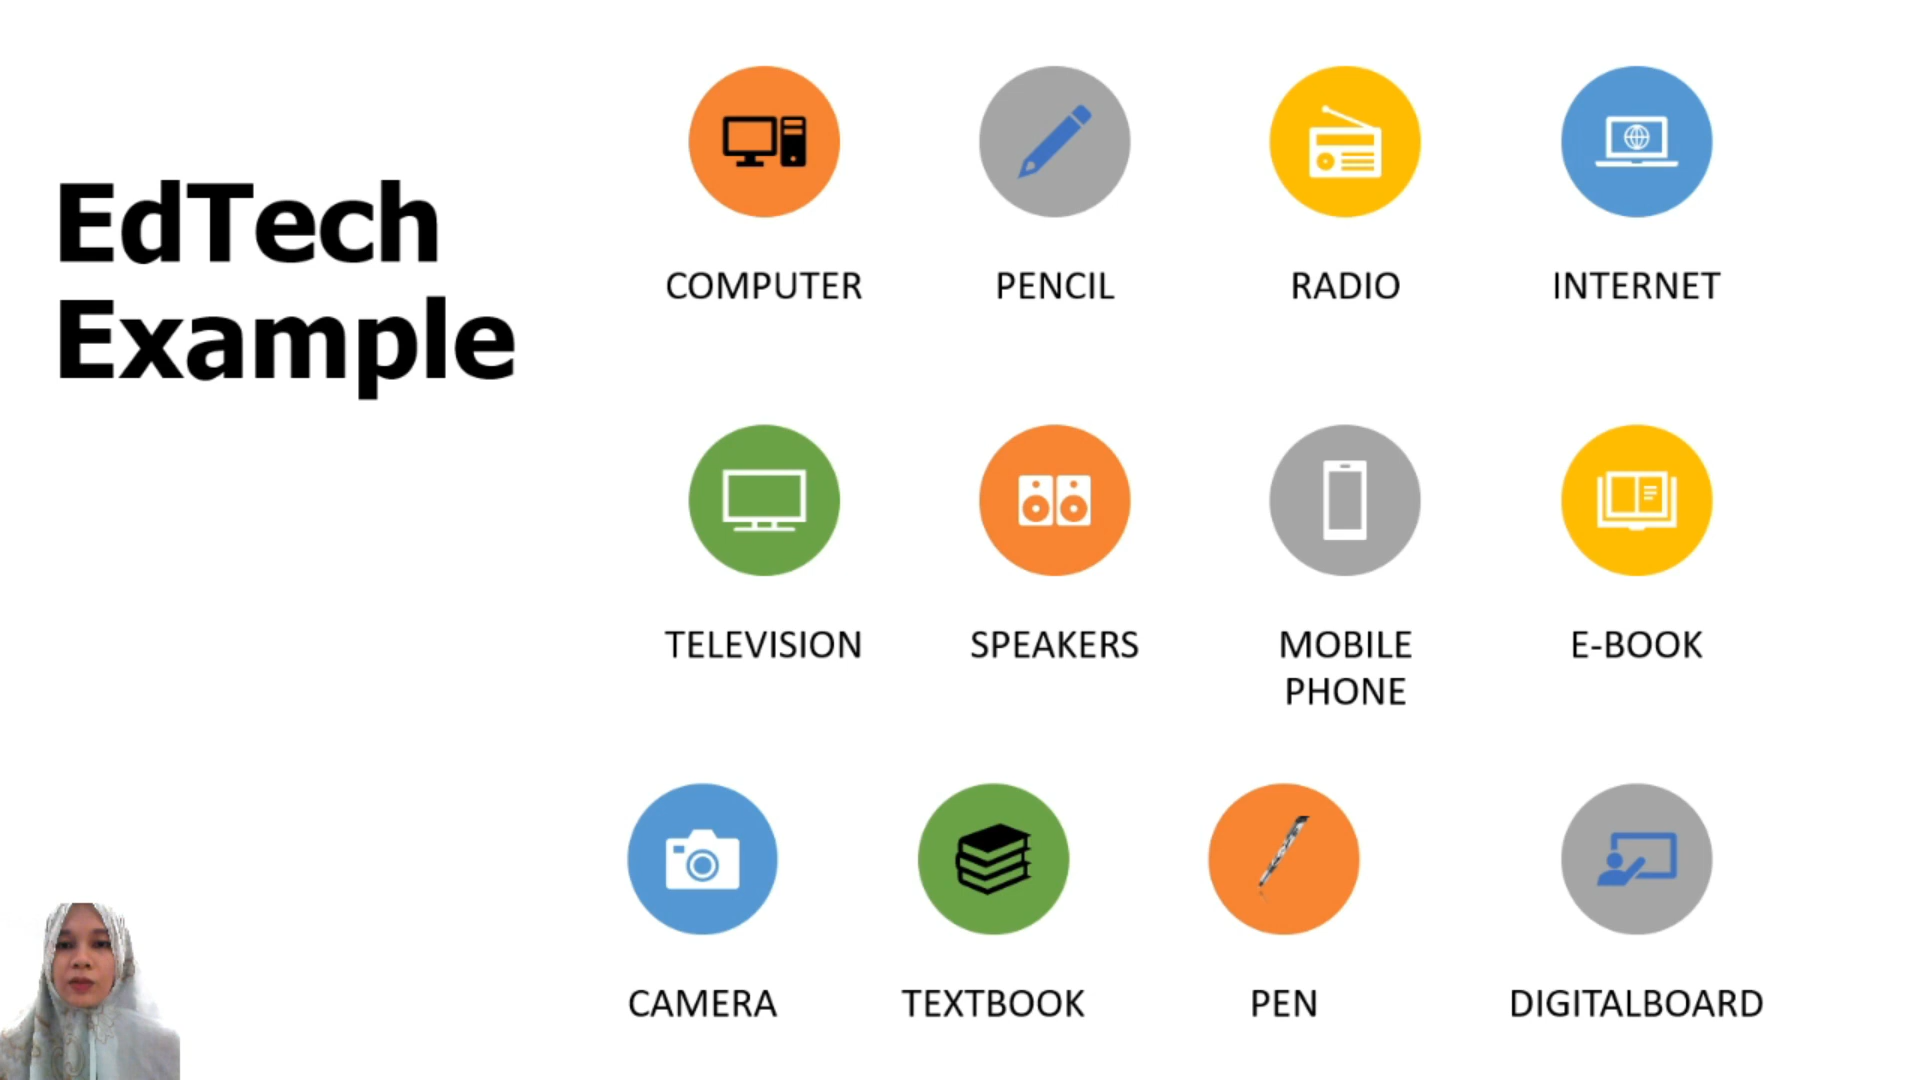 EdTech
Example
COMPUTER
PENCIL
RADIO
INTERNET
TELEVISION
SPEAKERS
MOBILE
PHONE
E-BOOK
CAMERA
TEXTBOOK
PEN
DIGITALBOARD